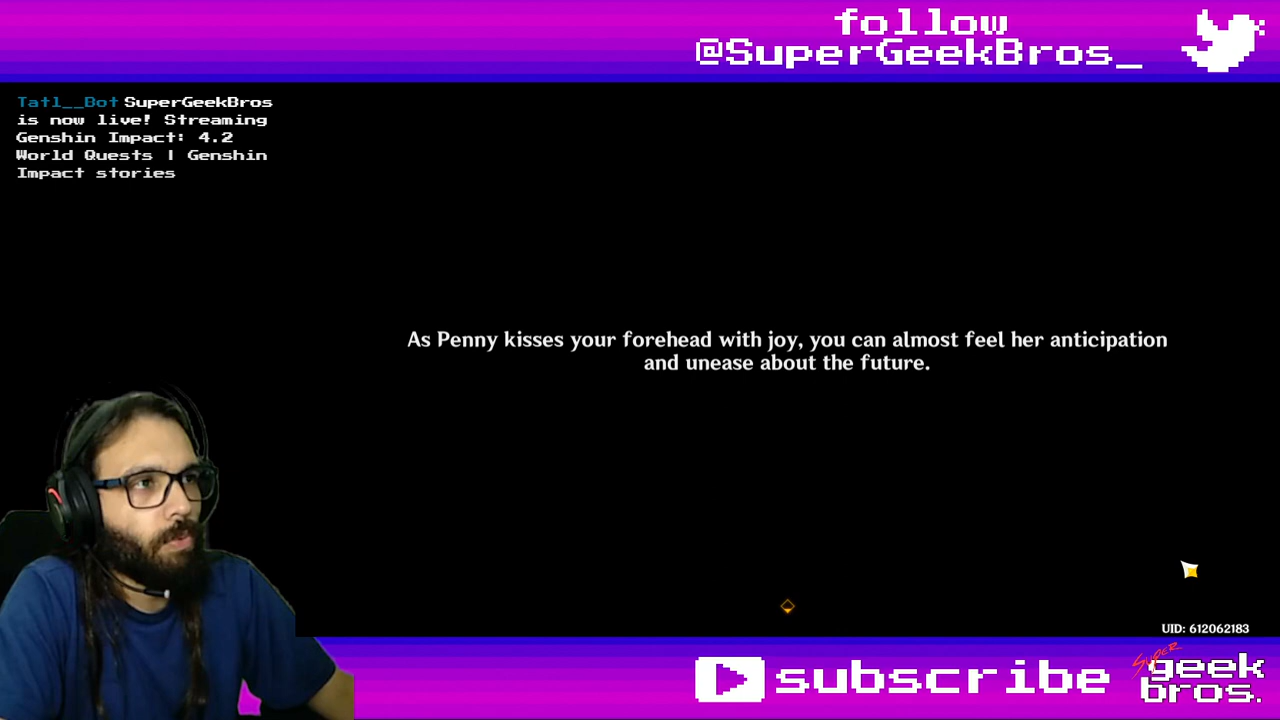 follow
@SuperGeekBros_
Tatl__Bot SuperGeekBros
is now live! Streaming
Genshin Impact: 4.2
World Quests | Genshin
Impact stories
As Penny kisses your forehead with joy, you can almost feel her anticipation
and unease about the future.
UID: 612062183
subscribe
SUPER
geek
bros.